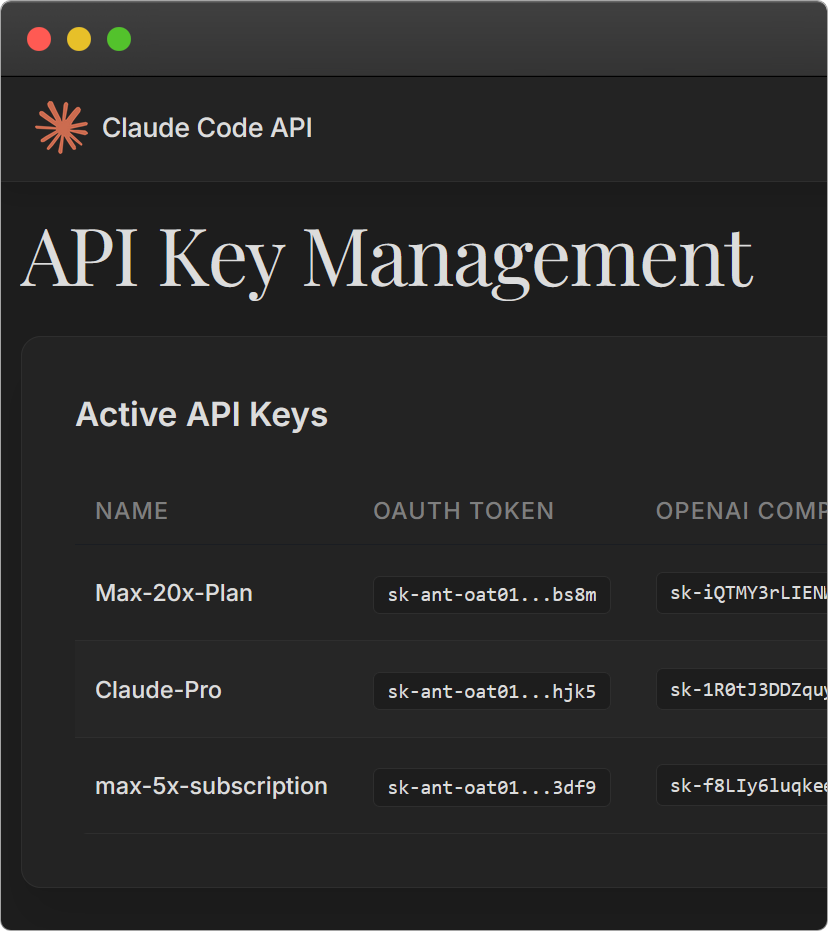 Claude Code API
API Key Management
Active API Keys
NAME OAUTH TOKEN OPENAI COMP
Max-20x-Plan sk-ant-oat01...bs8m sk-iQTMY3rLIEN
Claude-Pro sk-ant-oat01...hjk5 sk-1R0tJ3DDZquy
max-5x-subscription sk-ant-oat01...3df9 sk-f8LIy6luqkee